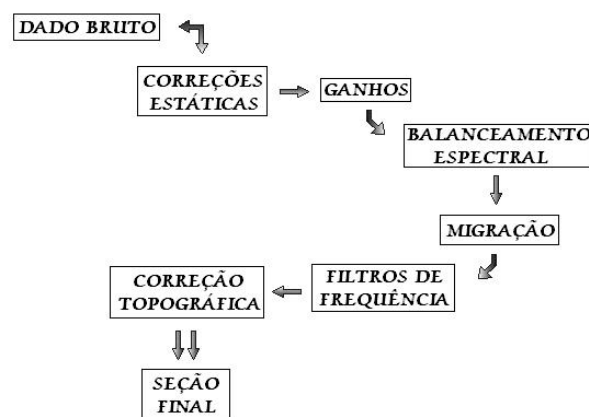 DADO BRUTO
CORREÇÕES
ESTÁTICAS
GANHOS
BALANCEAMENTO
ESPECTRAL
MIGRAÇÃO
FILTROS DE
FREQUÊNCIA
CORREÇÃO
TOPOGRÁFICA
SEÇÃO
FINAL